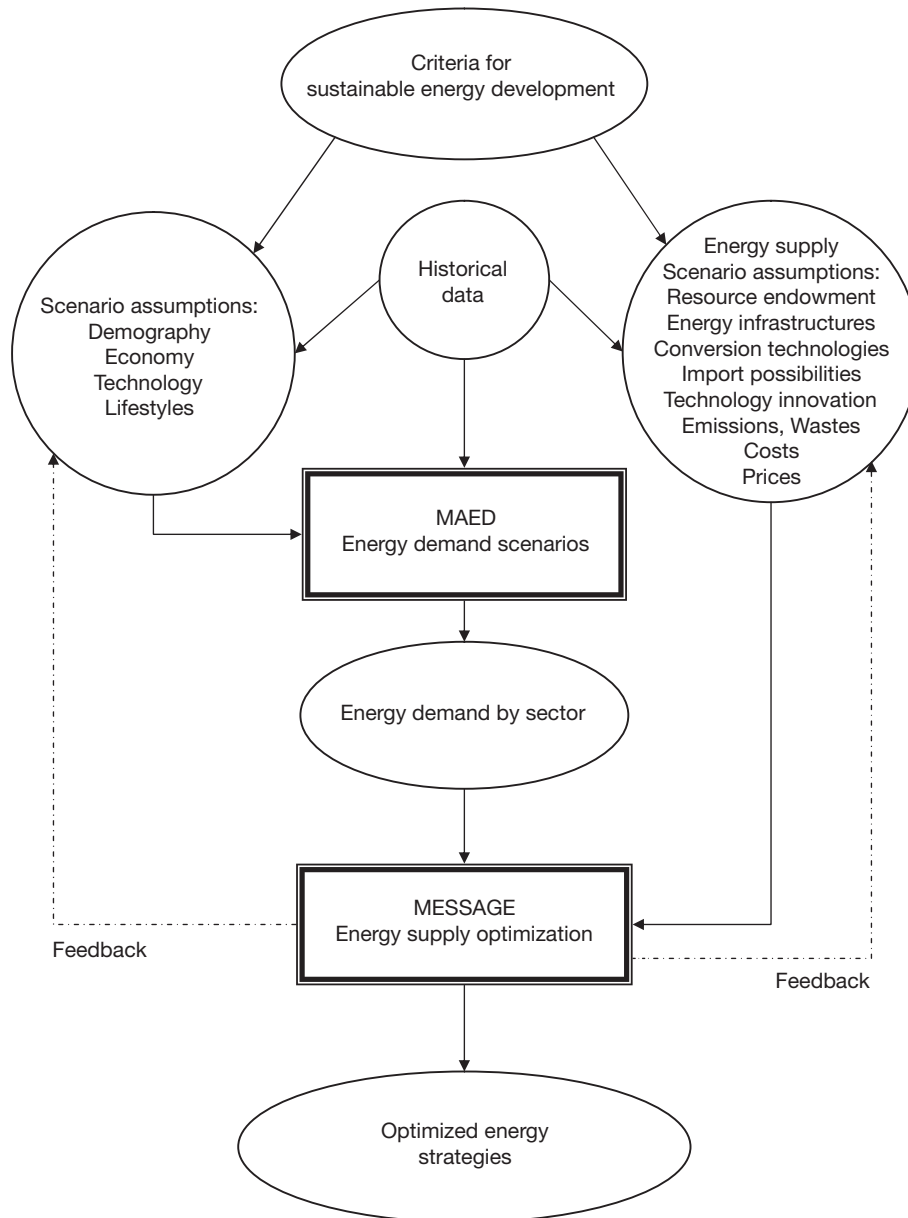 Criteria for
sustainable energy development
Historical
data
Scenario assumptions:
Demography
Economy
Technology
Lifestyles
Energy supply
Scenario assumptions:
Resource endowment
Energy infrastructures
Conversion technologies
Import possibilities
Technology innovation
Emissions, Wastes
Costs
Prices
MAED
Energy demand scenarios
Energy demand by sector
MESSAGE
Energy supply optimization
Feedback
Feedback
Optimized energy
strategies